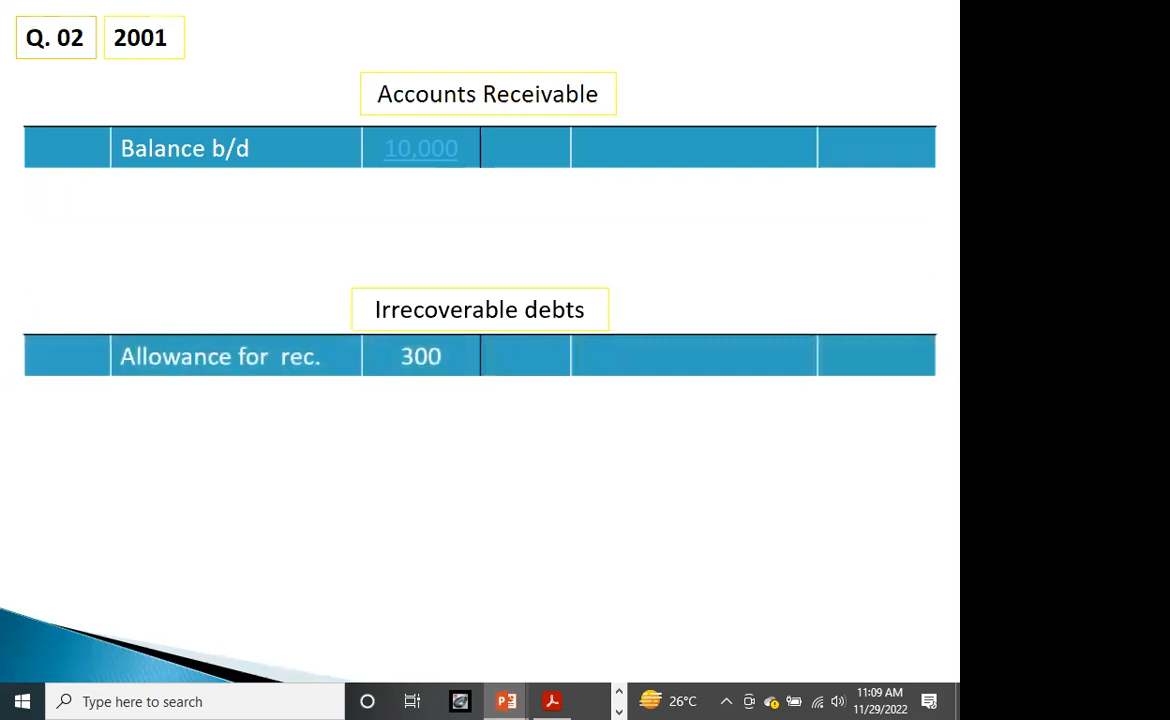 Q. 02 2001
Accounts Receivable
Balance b/d 10,000
Irrecoverable debts
Allowance for rec. 300
Type here to search
26°C
11:09 AM
11/29/2022